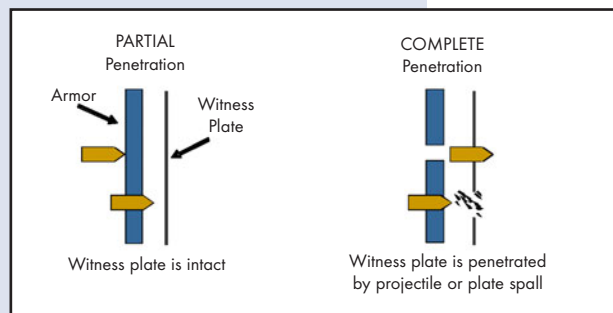 PARTIAL
Penetration
Armor
Witness
Plate
Witness plate is intact
COMPLETE
Penetration
Witness plate is penetrated
by projectile or plate spall